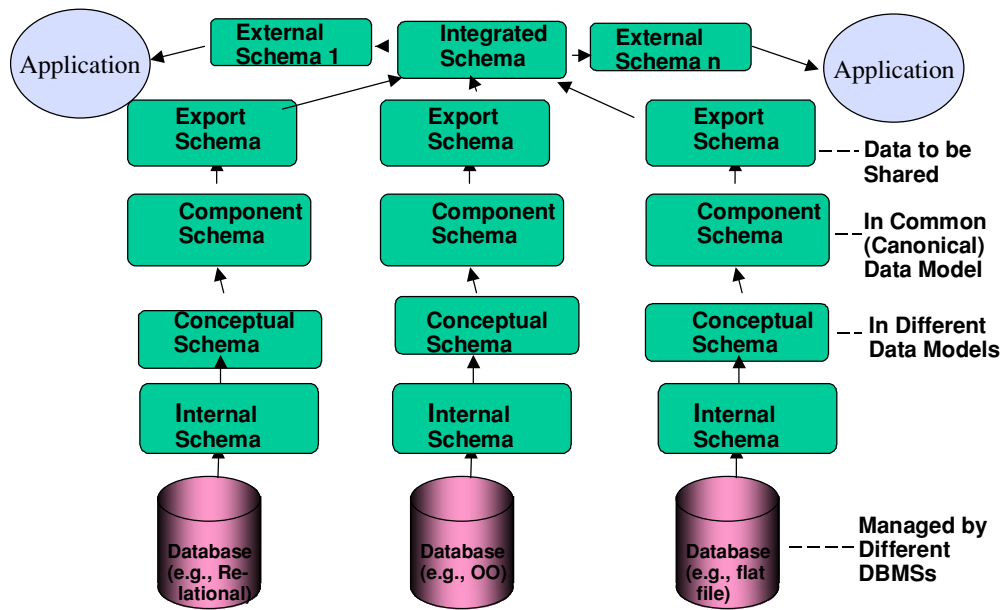 Application
External
Schema 1
Integrated
Schema
External
Schema n
Application
Export
Schema
Export
Schema
Export
Schema
Data to be
Shared
Component
Schema
Component
Schema
Component
Schema
In Common
(Canonical)
Data Model
Conceptual
Schema
Conceptual
Schema
Conceptual
Schema
In Different
Data Models
Internal
Schema
Internal
Schema
Internal
Schema
Database
(e.g., Re-
lational)
Database
(e.g., OO)
Database
(e.g., flat
file)
Managed by
Different
DBMSs